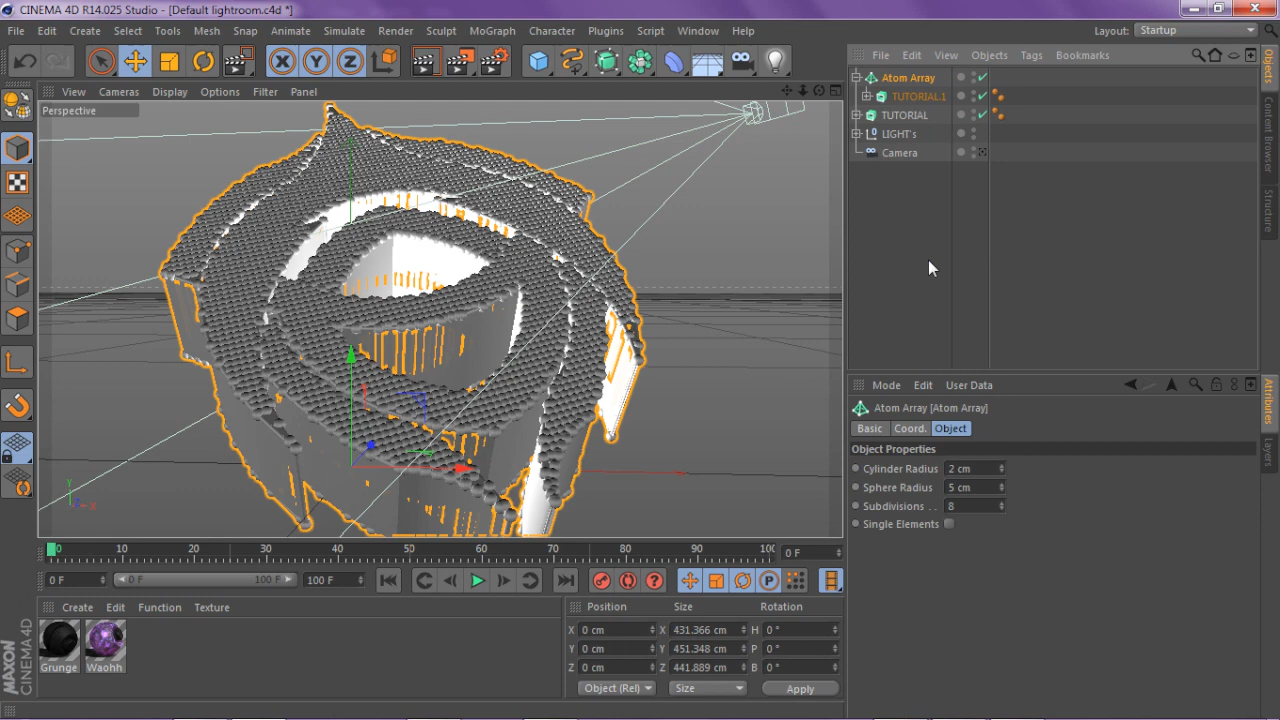 CINEMA 4D R14.025 Studio - [Default lightroom.c4d *]
File Edit Create Select Tools Mesh Snap Animate Simulate Render Sculpt MoGraph Character Plugins Script Window Help Layout: Startup
X Y Z
File Edit View Objects Tags Bookmarks
View Cameras Display Options Filter Panel
Perspective
Atom Array
TUTORIAL.1
TUTORIAL
LIGHT's
Camera
Objects
Content Browser
Structure
Mode Edit User Data
Atom Array [Atom Array]
Basic Coord. Object
Object Properties
Cylinder Radius 2 cm
Sphere Radius 5 cm
Subdivisions . . 8
Single Elements
Attributes
Layers
Y
Z X
0 10 20 30 40 50 60 70 80 90 100 0 F
0 F 0 F 100 F 100 F P
Create Edit Function Texture
Grunge Waohh
Position Size Rotation
X 0 cm X 431.366 cm H 0 °
Y 0 cm Y 451.348 cm P 0 °
Z 0 cm Z 441.889 cm B 0 °
Object (Rel) Size Apply
MAXON
CINEMA 4D